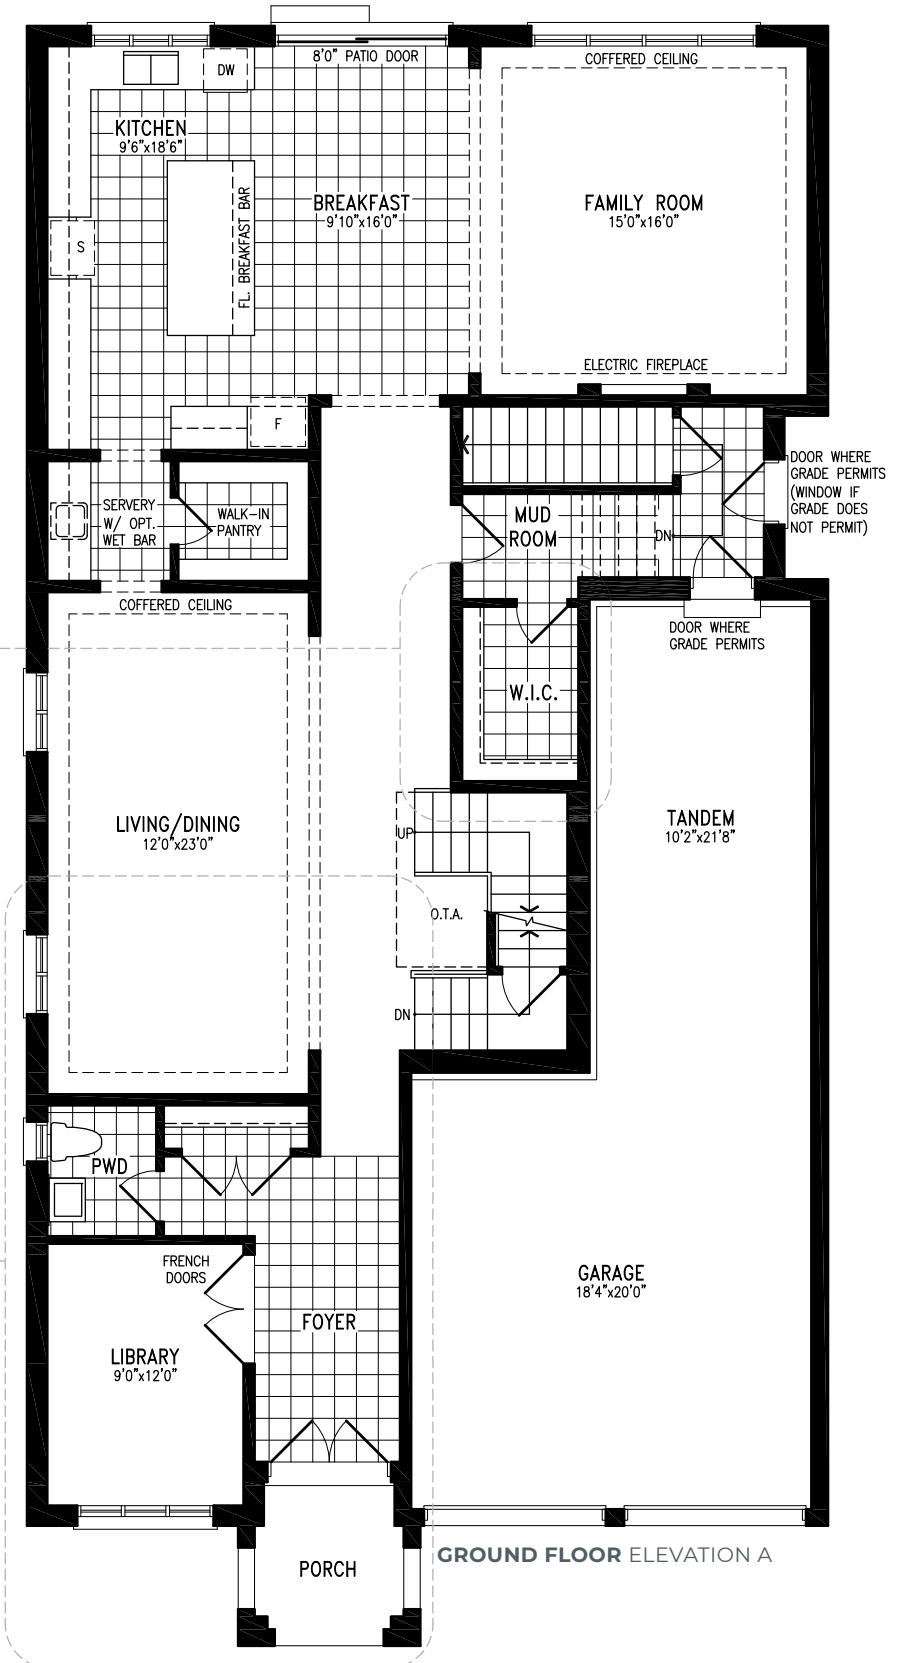 8'0" PATIO DOOR
COFFERED CEILING
DW
KITCHEN
9'6"x18'6"
FL. BREAKFAST BAR
BREAKFAST
9'10"x16'0"
FAMILY ROOM
15'0"x16'0"
S
ELECTRIC FIREPLACE
F
DOOR WHERE
GRADE PERMITS
(WINDOW IF
GRADE DOES
NOT PERMIT)
SERVERY
W/ OPT.
WET BAR
WALK-IN
PANTRY
MUD
ROOM
DN
COFFERED CEILING
DOOR WHERE
GRADE PERMITS
W.I.C.
LIVING/DINING
12'0"x23'0"
TANDEM
10'2"x21'8"
UP
O.T.A.
DN
PWD
FRENCH
DOORS
GARAGE
18'4"x20'0"
FOYER
LIBRARY
9'0"x12'0"
PORCH
GROUND FLOOR ELEVATION A